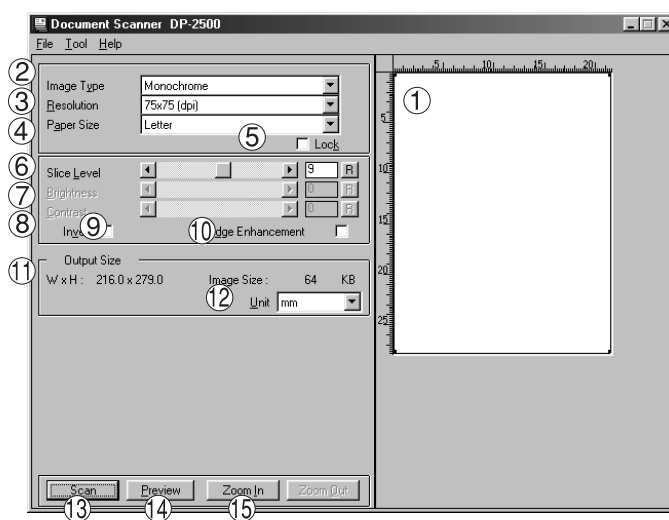 Document Scanner DP-2500
File Tool Help
② Image Type Monochrome
③ Resolution 75x75 (dpi)
④ Paper Size Letter
⑤ Lock
⑥ Slice Level 9 R
⑦ Brightness 0 R
⑧ Contrast 0 R
⑨ ⑩ Edge Enhancement
⑪ Output Size
W x H : 216.0 x 279.0 Image Size : 64 KB
⑫ Unit mm
Scan Preview Zoom In Zoom Out
⑬ ⑭ ⑮
5 10 15 20
①
5
10
15
20
25